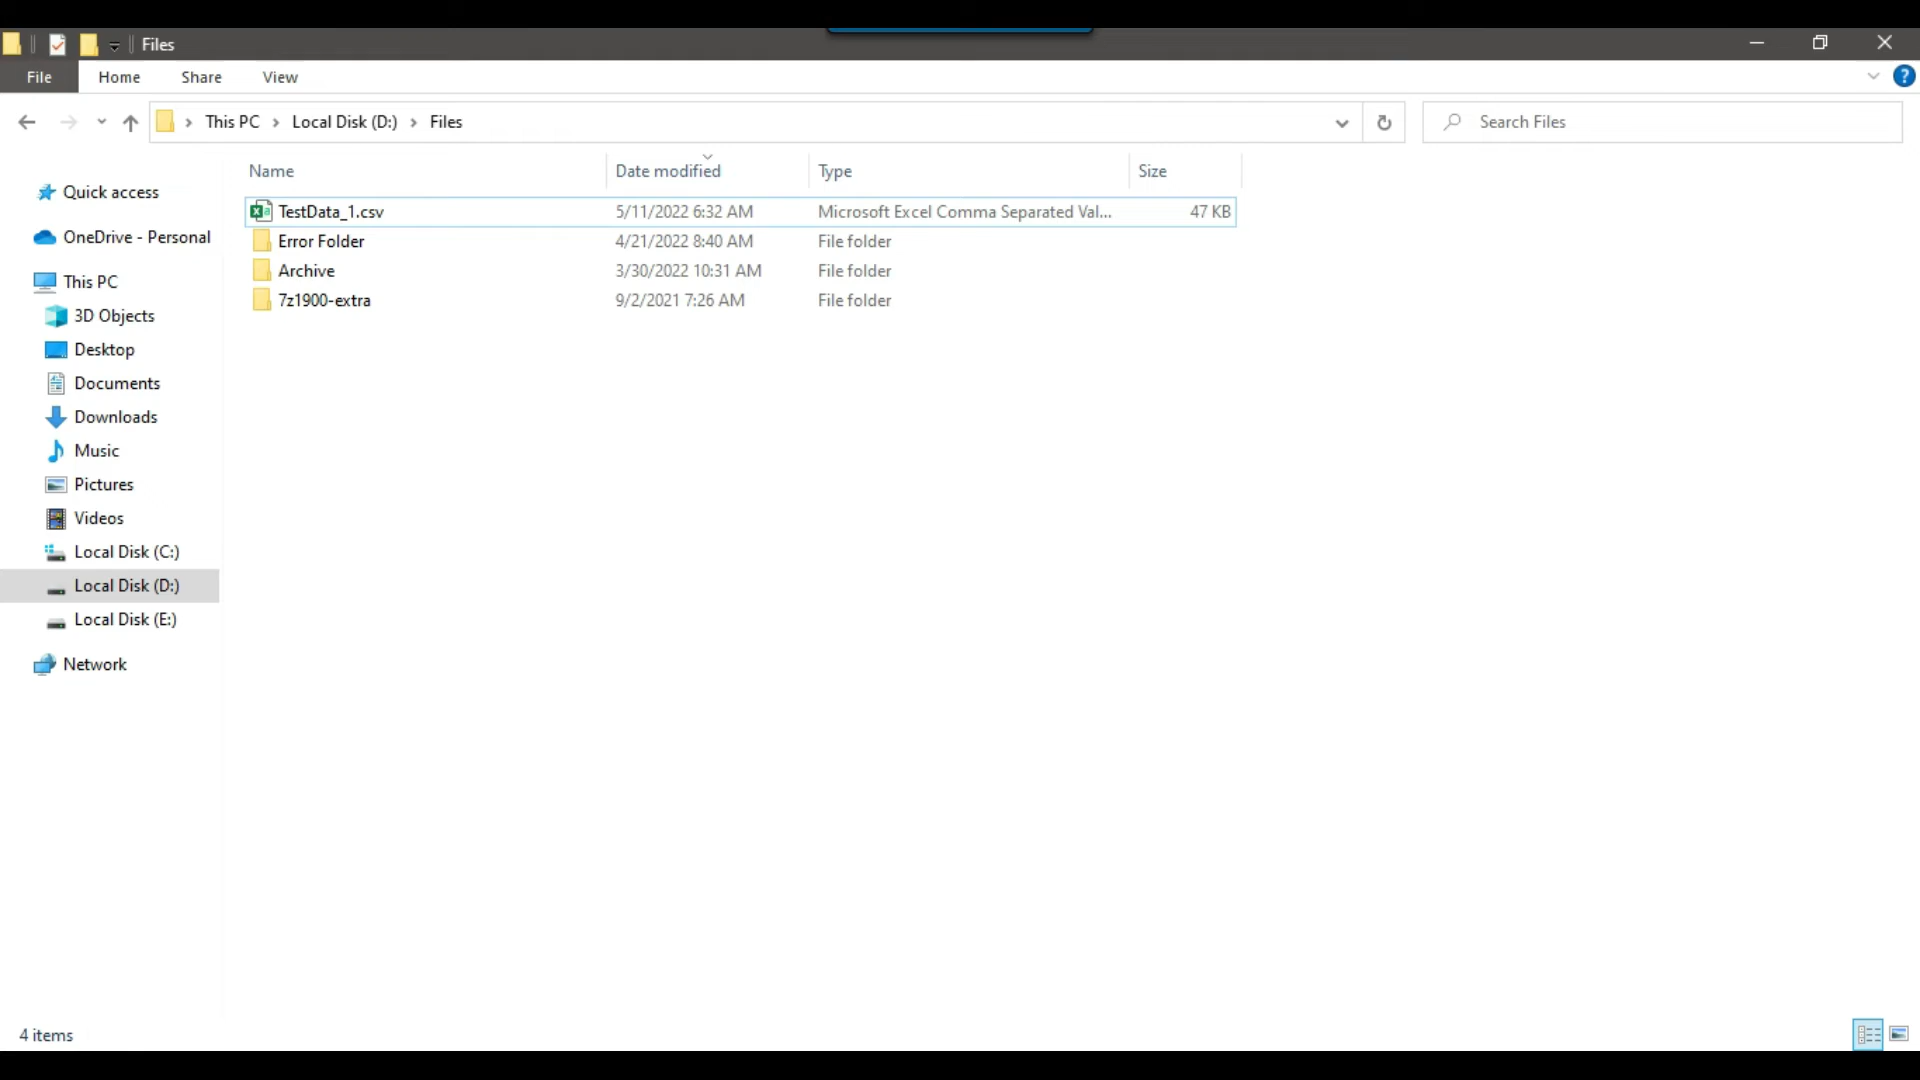 Files
File Home Share View
This PC Local Disk (D:) Files
Search Files
Name Date modified Type Size
TestData_1.csv 5/11/2022 6:32 AM Microsoft Excel Comma Separated Val... 47 KB
Error Folder 4/21/2022 8:40 AM File folder
Archive 3/30/2022 10:31 AM File folder
7z1900-extra 9/2/2021 7:26 AM File folder
Quick access
OneDrive - Personal
This PC
3D Objects
Desktop
Documents
Downloads
Music
Pictures
Videos
Local Disk (C:)
Local Disk (D:)
Local Disk (E:)
Network
4 items